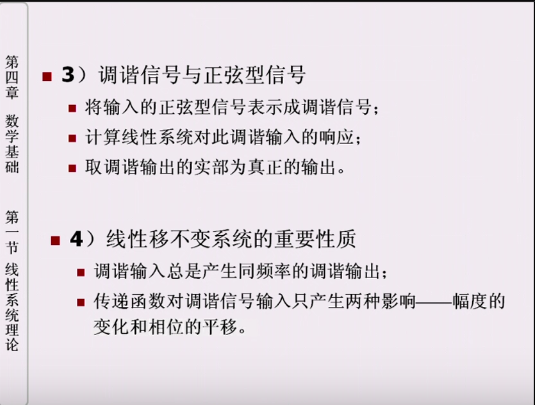 第四章 数学基础
第一节 线性系统理论
3）调谐信号与正弦型信号
将输入的正弦型信号表示成调谐信号；
计算线性系统对此调谐输入的响应；
取调谐输出的实部为真正的输出。
4）线性移不变系统的重要性质
调谐输入总是产生同频率的调谐输出；
传递函数对调谐信号输入只产生两种影响——幅度的
变化和相位的平移。